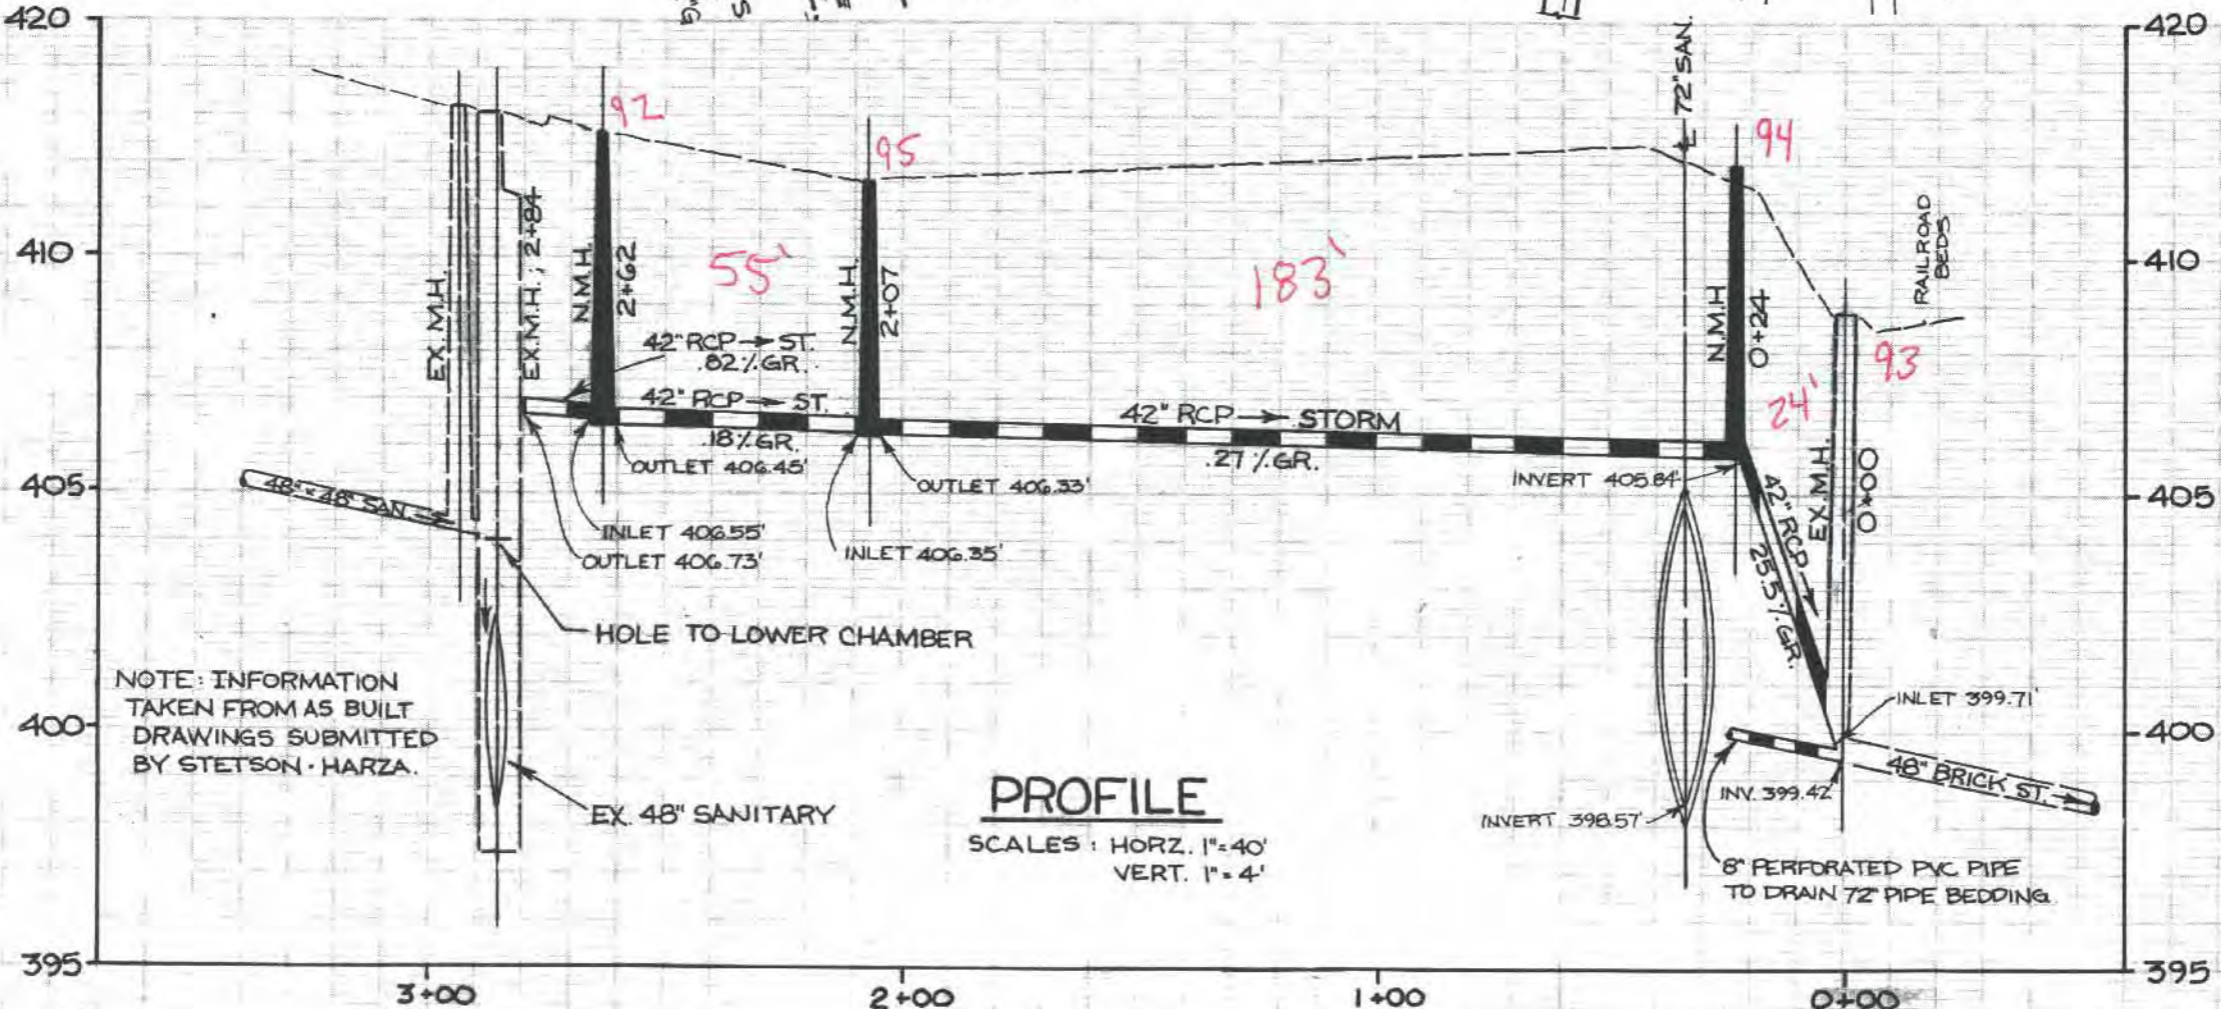 420
420
72" SAN.
92
95
94
EX. M.H.
EX.M.H.; 2+84
N.M.H.
2+62
55'
N.M.H.
2+07
183'
N.M.H
0+24
RAILROAD
BEDS
93
24'
410
410
42" RCP → ST.
.82% GR.
42" RCP → ST.
.18% GR.
42" RCP → STORM
.27% GR.
OUTLET 406.45'
OUTLET 406.33'
INVERT 405.84'
42" RCP →
25.5% GR.
EX. M.H.
0+00
405
405
48" × 48" SAN
INLET 406.55'
OUTLET 406.73'
INLET 406.35'
HOLE TO LOWER CHAMBER
NOTE: INFORMATION
TAKEN FROM AS BUILT
DRAWINGS SUBMITTED
BY STETSON · HARZA.
400
400
INLET 399.71'
48" BRICK ST.
INV. 399.42'
INVERT 398.57'
EX. 48" SANITARY
PROFILE
SCALES : HORZ. 1"=40'
VERT. 1"=4'
8" PERFORATED PVC PIPE
TO DRAIN 72" PIPE BEDDING.
395
395
3+00
2+00
1+00
0+00